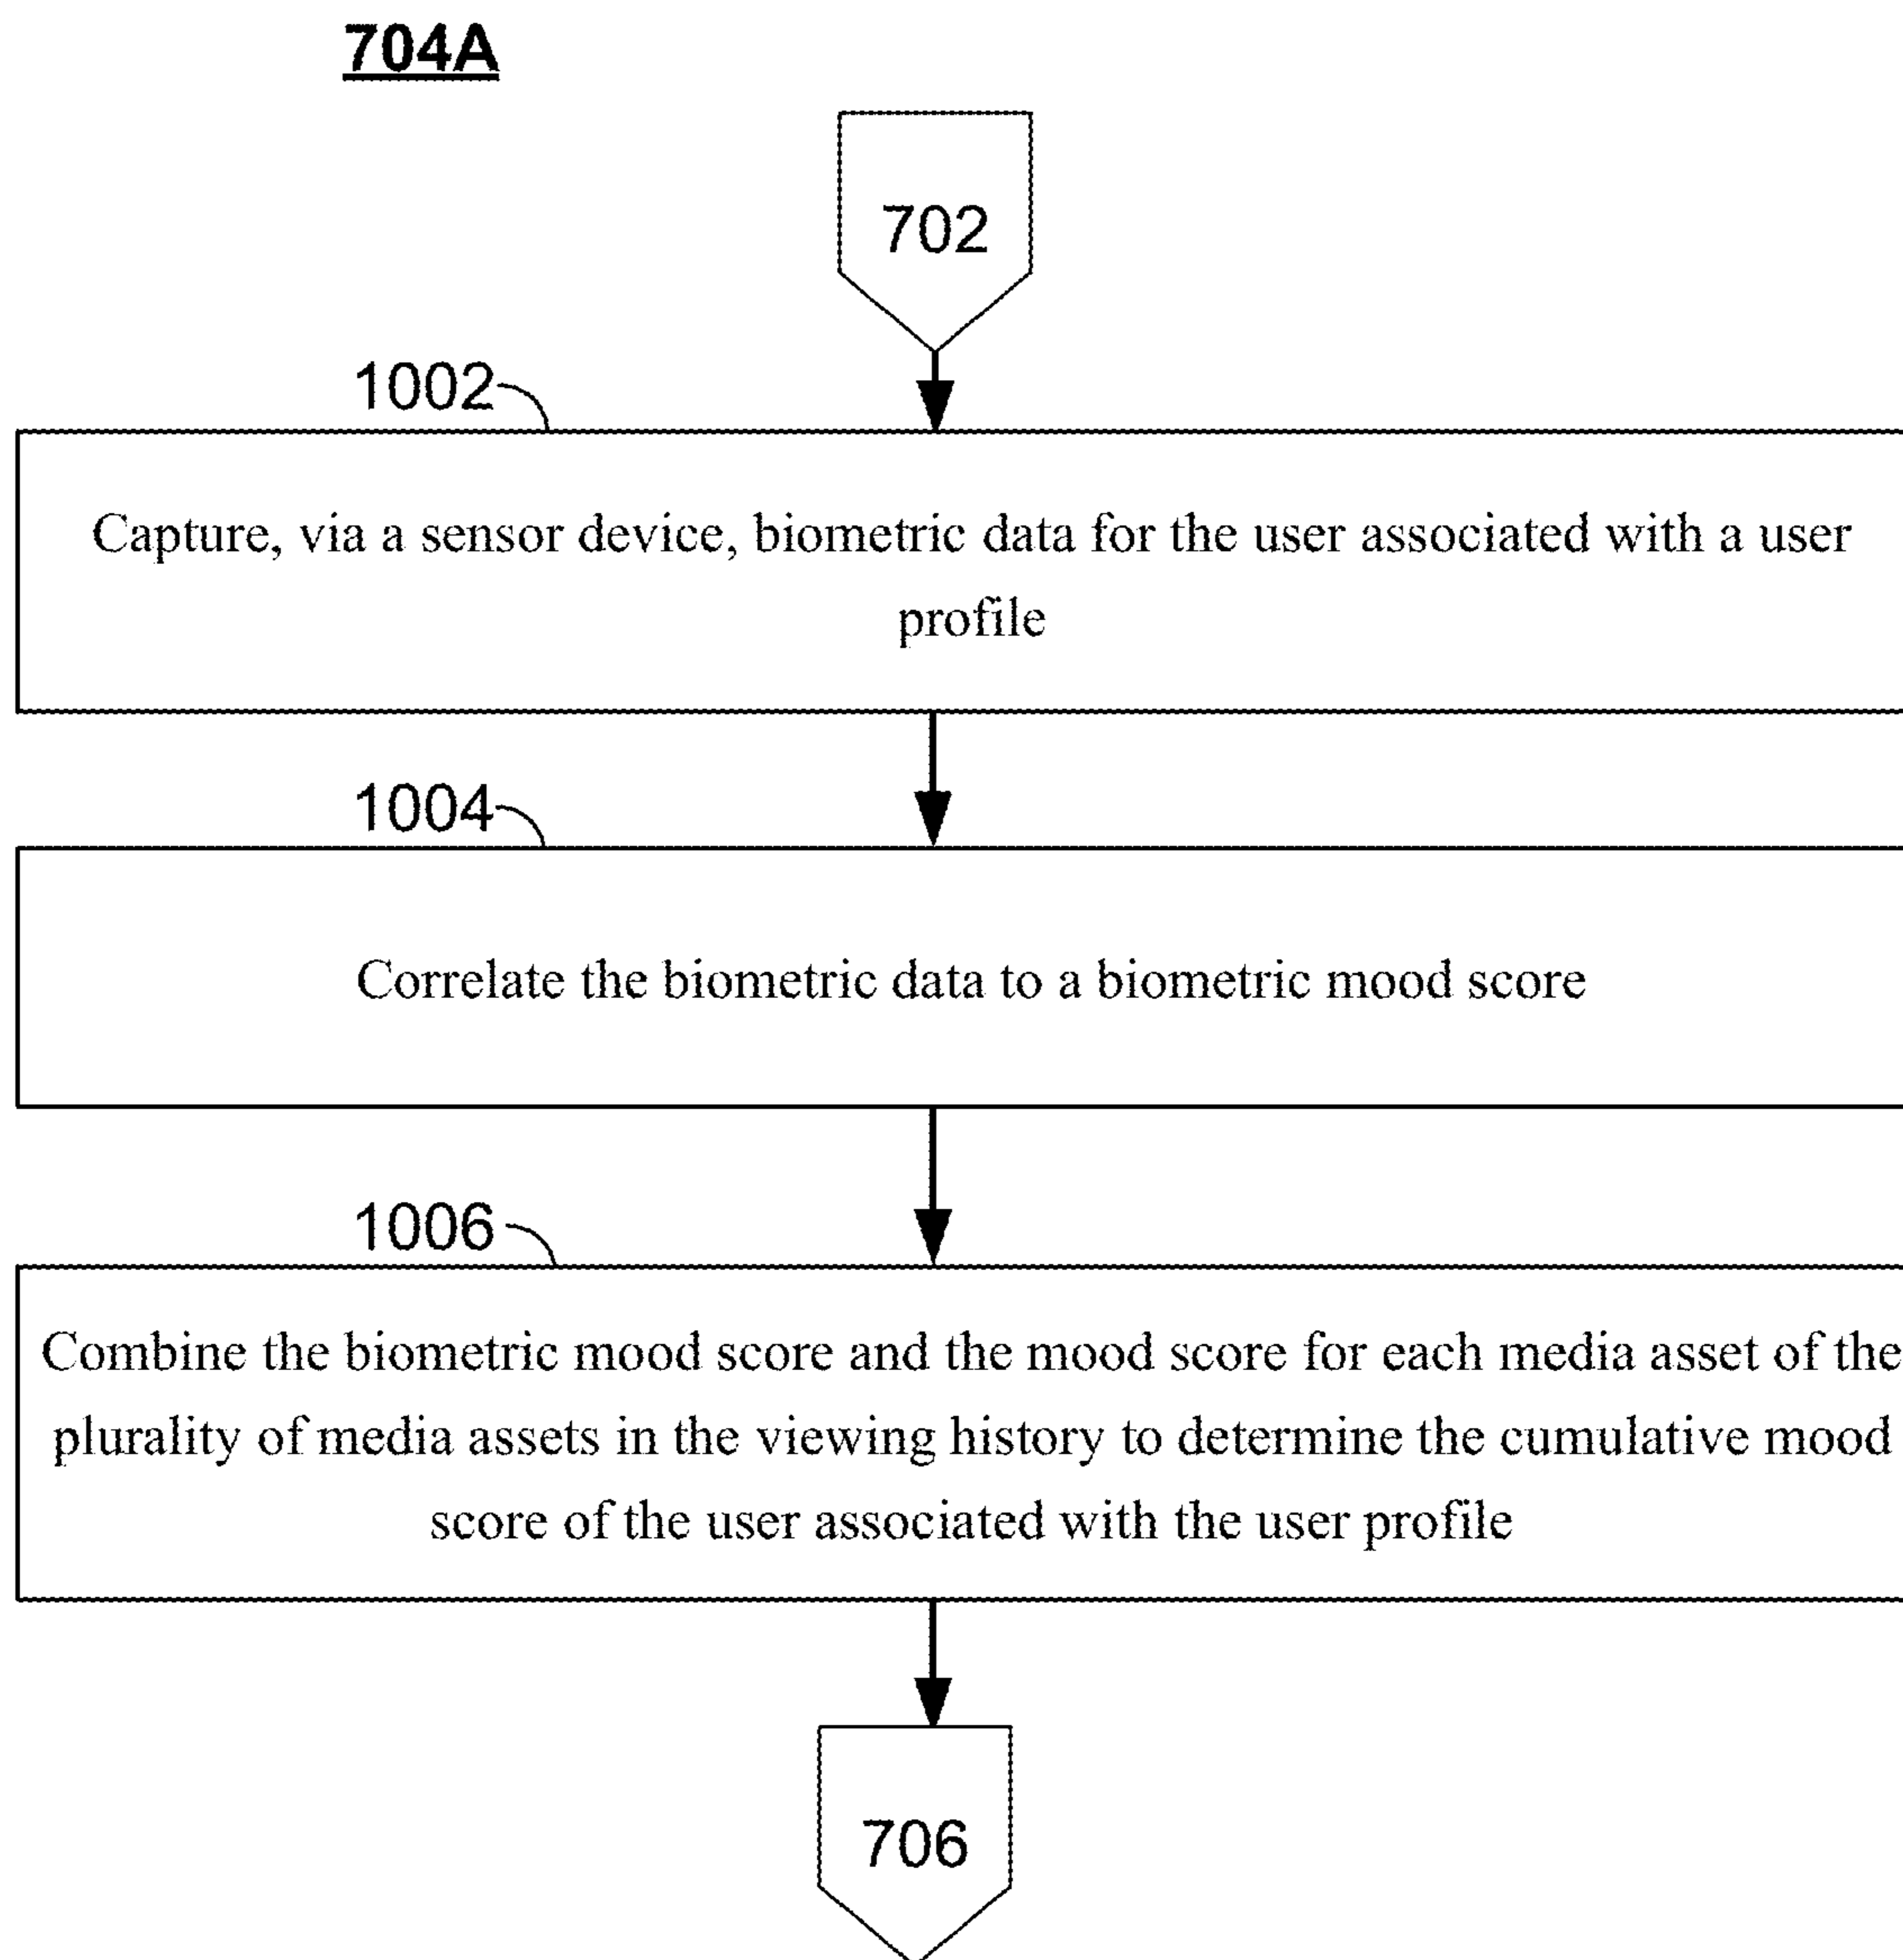 704A
702
1002
Capture, via a sensor device, biometric data for the user associated with a user
profile
1004
Correlate the biometric data to a biometric mood score
1006
Combine the biometric mood score and the mood score for each media asset of the
plurality of media assets in the viewing history to determine the cumulative mood
score of the user associated with the user profile
706